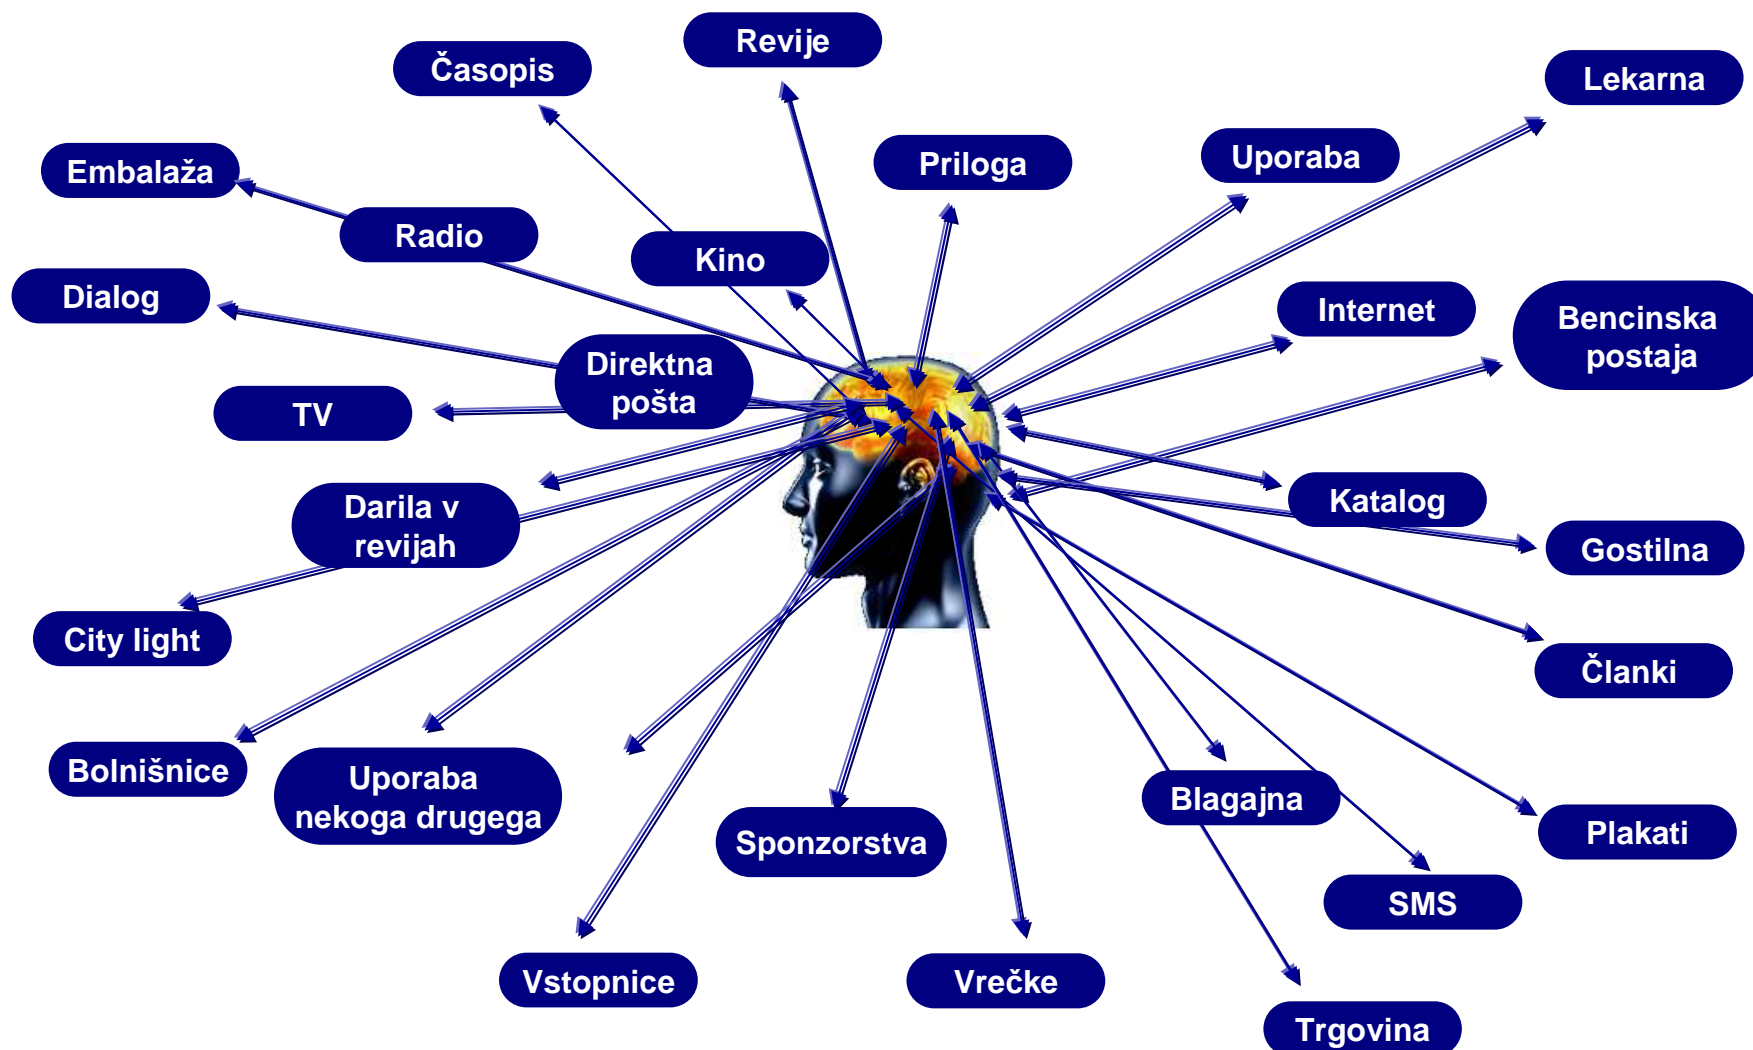 Revije
Časopis
Lekarna
Priloga
Uporaba
Embalaža
Radio
Kino
Dialog
Internet
Bencinska
postaja
Direktna
pošta
TV
Darila v
revijah
Katalog
Gostilna
City light
Članki
Bolnišnice
Uporaba
nekoga drugega
Blagajna
Sponzorstva
Plakati
SMS
Vstopnice
Vrečke
Trgovina